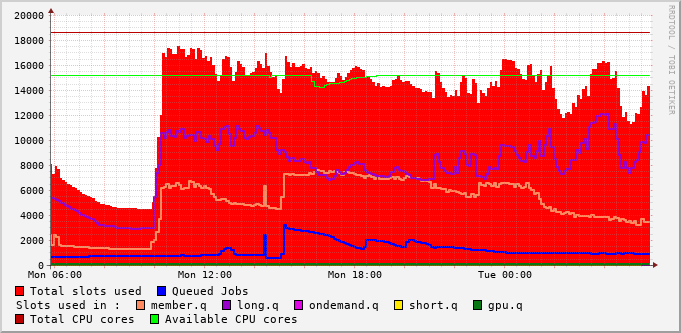 20000
18000
16000
14000
12000
10000
8000
6000
4000
2000
0
Mon 06:00 Mon 12:00 Mon 18:00 Tue 00:00
Total slots used Queued Jobs
Slots used in : member.q long.q ondemand.q short.q gpu.q
Total CPU cores Available CPU cores
RRDTOOL / TOBI OETIKER